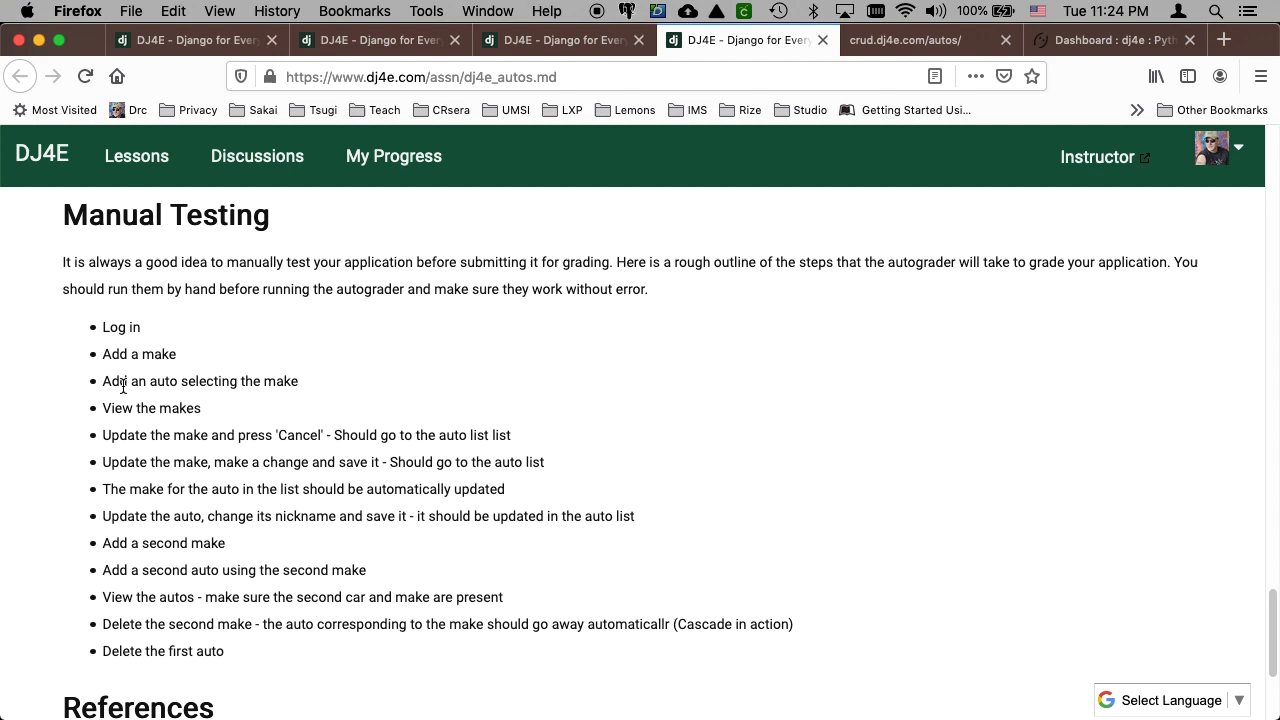 Firefox File Edit View History Bookmarks Tools Window Help 100% Tue 11:24 PM
DJ4E - Django for Every DJ4E - Django for Every DJ4E - Django for Every DJ4E - Django for Every crud.dj4e.com/autos/ Dashboard : dj4e : Pyth
https://www.dj4e.com/assn/dj4e_autos.md
Most Visited Drc Privacy Sakai Tsugi Teach CRsera UMSI LXP Lemons IMS Rize Studio Getting Started Usi... Other Bookmarks
DJ4E Lessons Discussions My Progress Instructor
Manual Testing
It is always a good idea to manually test your application before submitting it for grading. Here is a rough outline of the steps that the autograder will take to grade your application. You
should run them by hand before running the autograder and make sure they work without error.
• Log in
• Add a make
• Add an auto selecting the make
• View the makes
• Update the make and press 'Cancel' - Should go to the auto list list
• Update the make, make a change and save it - Should go to the auto list
• The make for the auto in the list should be automatically updated
• Update the auto, change its nickname and save it - it should be updated in the auto list
• Add a second make
• Add a second auto using the second make
• View the autos - make sure the second car and make are present
• Delete the second make - the auto corresponding to the make should go away automaticallr (Cascade in action)
• Delete the first auto
References
Select Language